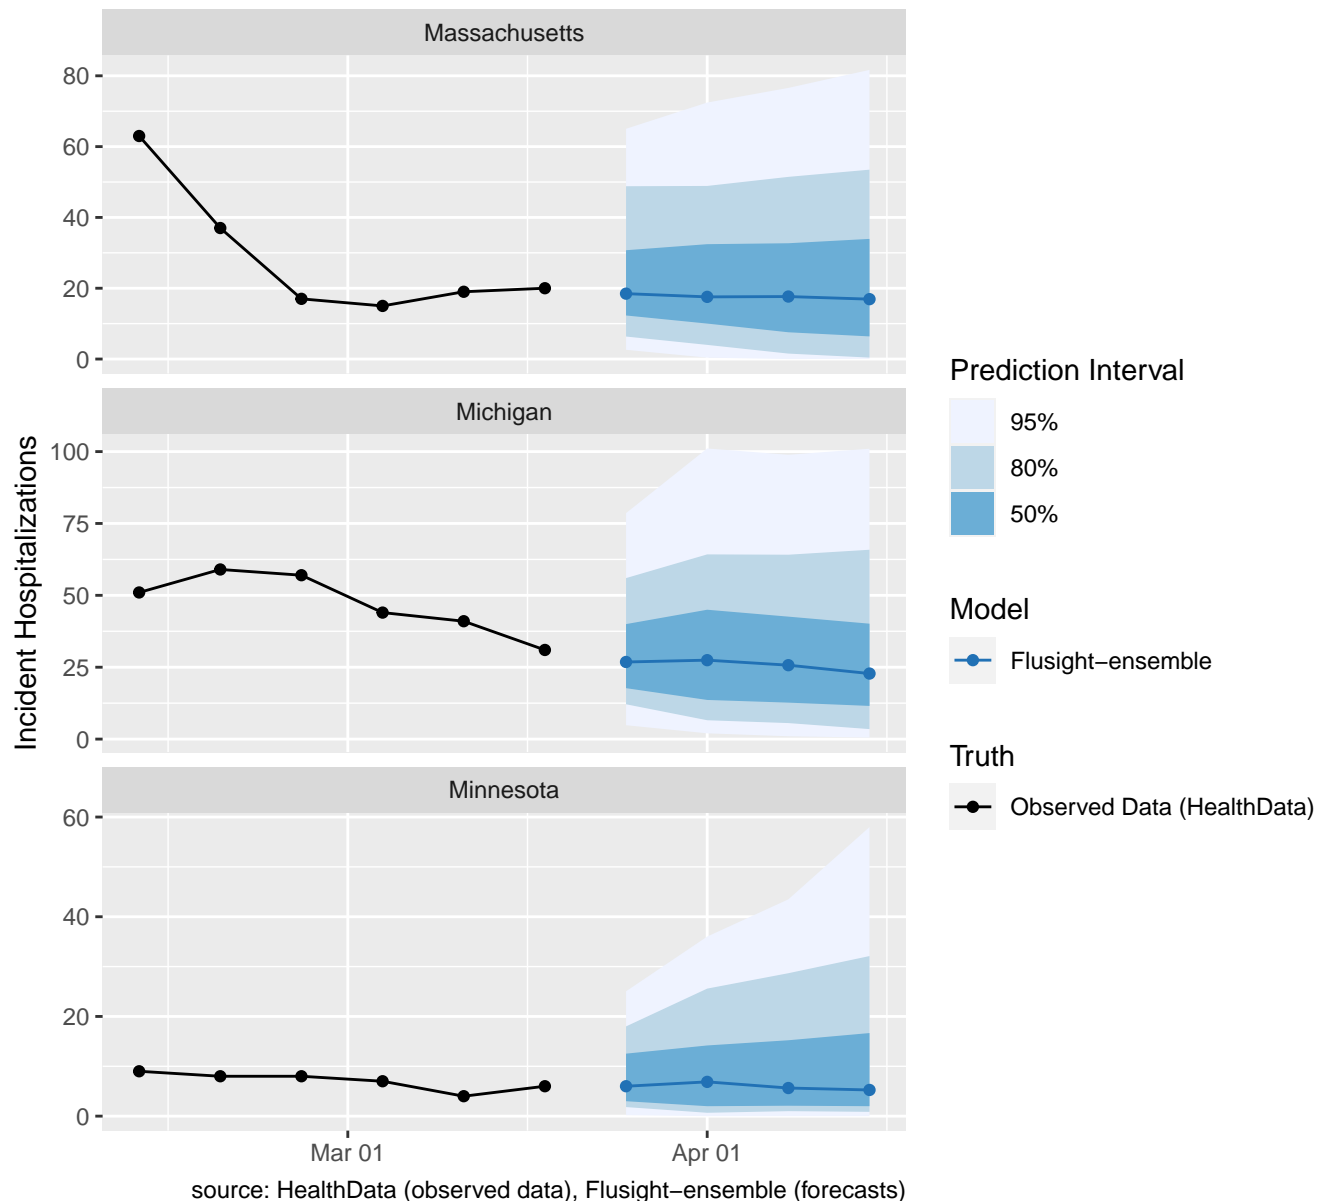 Massachusetts
80
60
40
20
0
Michigan
100
75
50
25
0
Minnesota
60
40
20
0
Mar 01
Apr 01
Incident Hospitalizations
source: HealthData (observed data), Flusight−ensemble (forecasts)
Prediction Interval
95%
80%
50%
Model
Flusight−ensemble
Truth
Observed Data (HealthData)